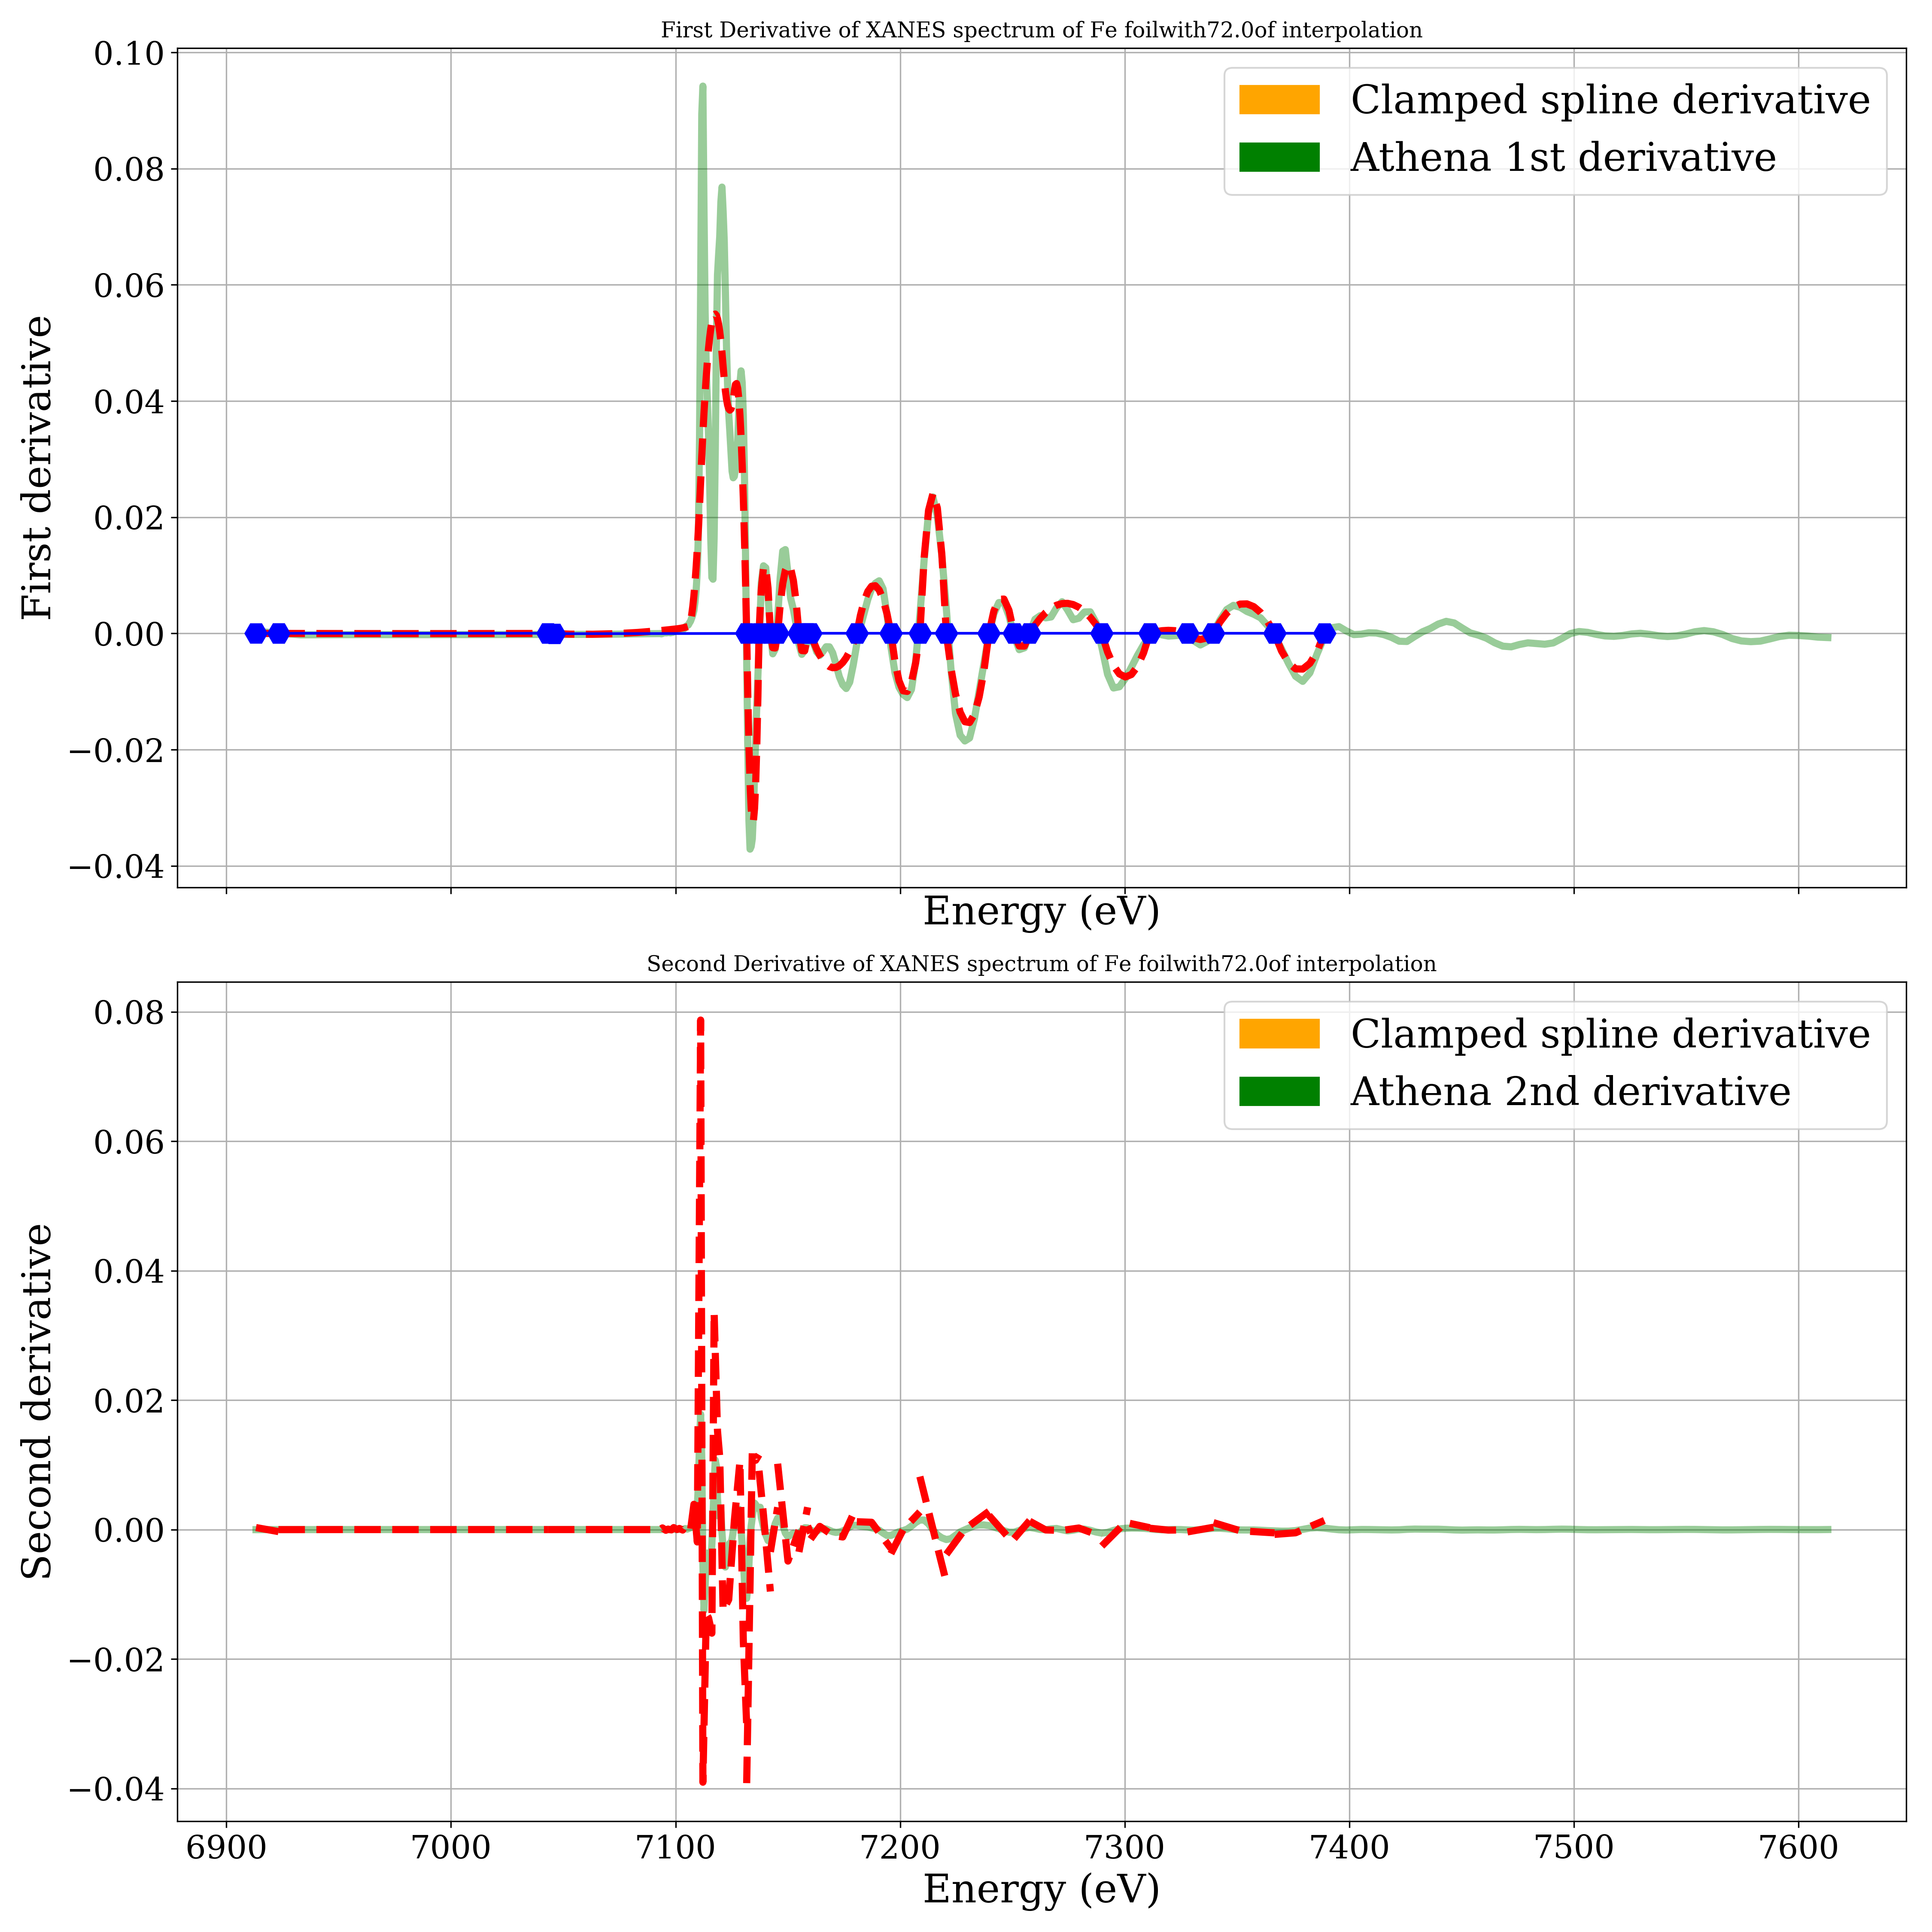 First Derivative of XANES spectrum of Fe foilwith72.0of interpolation
0.10
0.08
0.06
0.04
0.02
0.00
−0.02
−0.04
First derivative
Clamped spline derivative
Athena 1st derivative
Energy (eV)
Second Derivative of XANES spectrum of Fe foilwith72.0of interpolation
0.08
0.06
0.04
0.02
0.00
−0.02
−0.04
Second derivative
Clamped spline derivative
Athena 2nd derivative
6900 7000 7100 7200 7300 7400 7500 7600
Energy (eV)